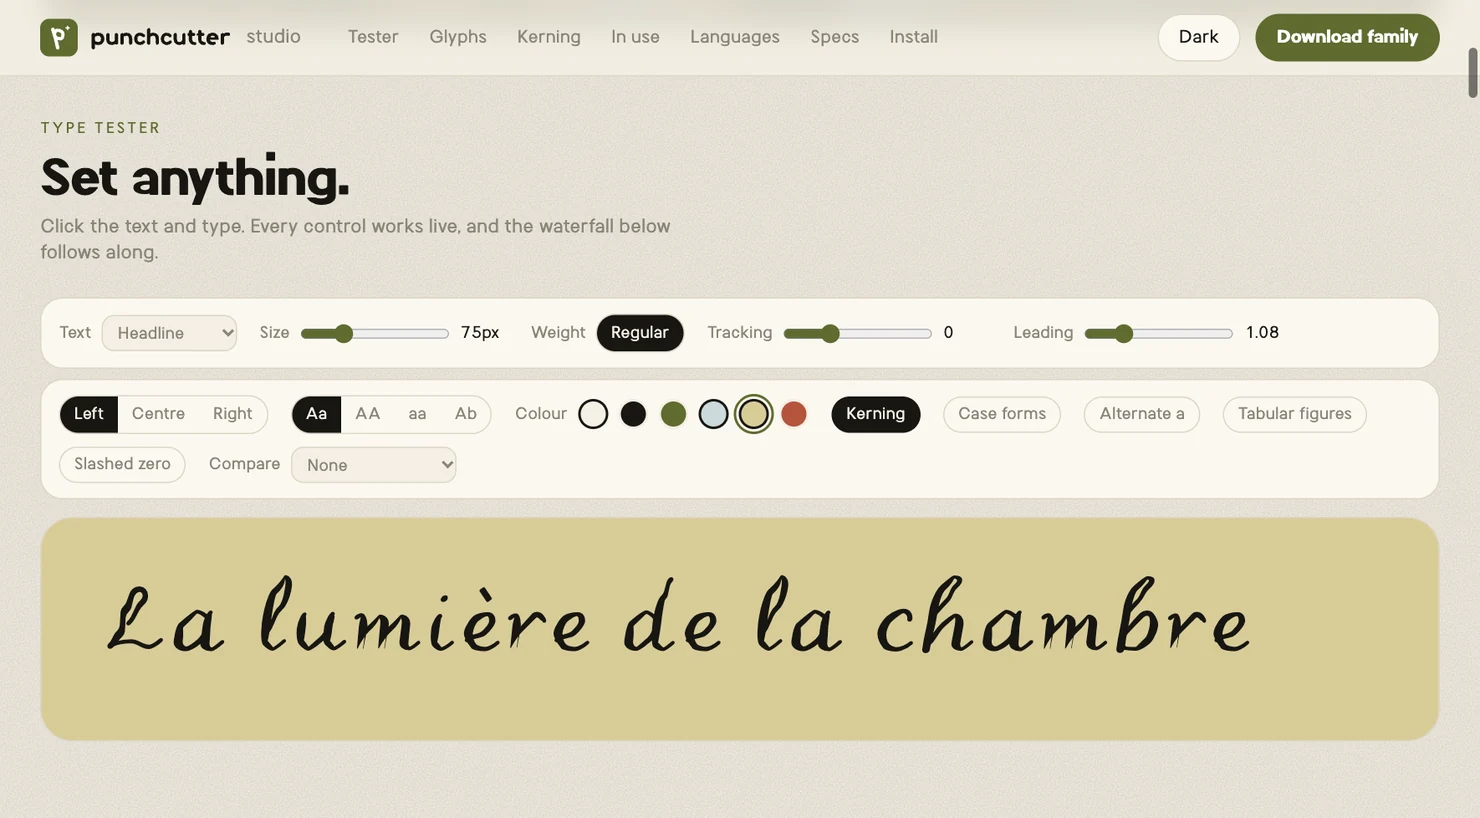 punchcutter studio Tester Glyphs Kerning In use Languages Specs Install Dark Download family
TYPE TESTER
Set anything.
Click the text and type. Every control works live, and the waterfall below
follows along.
Text Headline Size 75px Weight Regular Tracking 0 Leading 1.08
Left Centre Right Aa AA aa Ab Colour Kerning Case forms Alternate a Tabular figures
Slashed zero Compare None
La lumière de la chambre